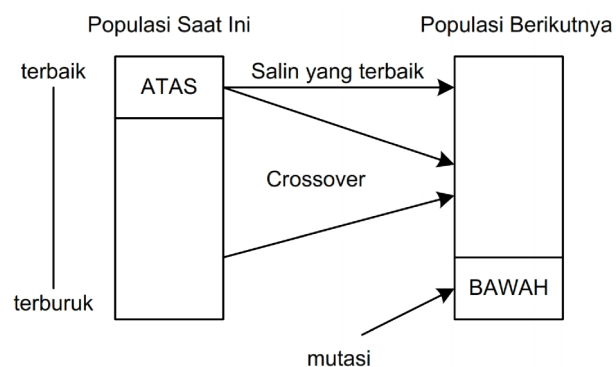 Populasi Saat Ini
Populasi Berikutnya
terbaik
ATAS
Salin yang terbaik
Crossover
terburuk
BAWAH
mutasi